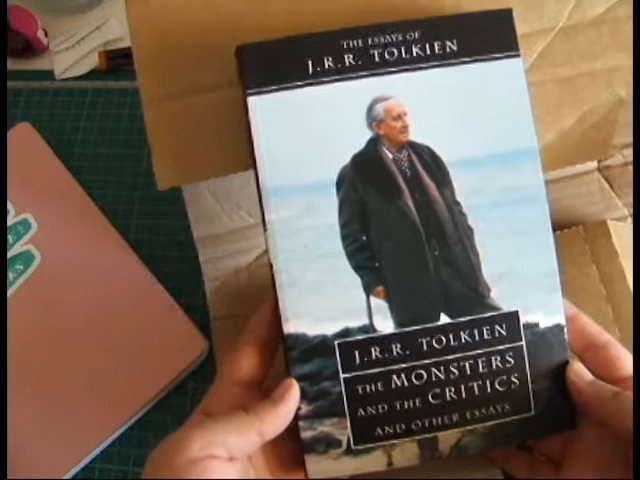 THE ESSAYS OF
J.R.R. TOLKIEN
J.R.R. TOLKIEN
THE MONSTERS
AND THE CRITICS
AND OTHER ESSAYS